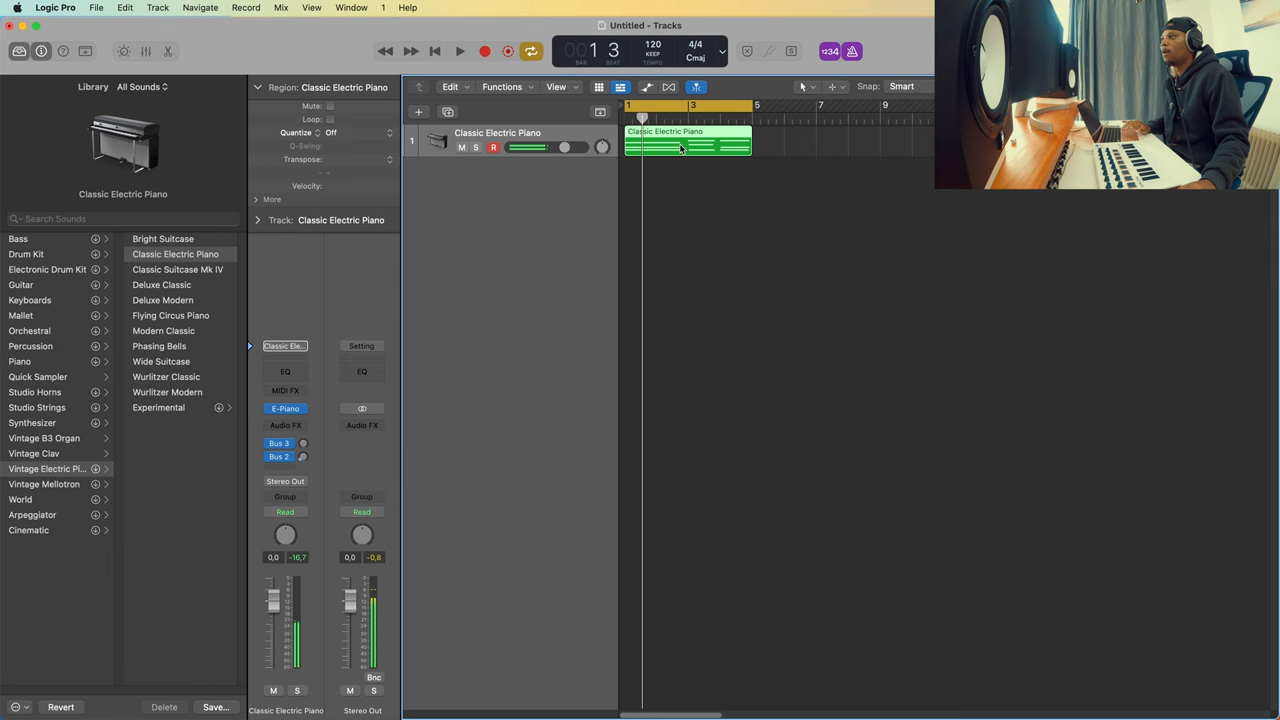 Logic Pro File Edit Track Navigate Record Mix View Window 1 Help
Untitled - Tracks
001 3 120 4/4
KEEP Cmaj
BAR BEAT TEMPO
1234
Library All Sounds
Region: Classic Electric Piano
Edit Functions View Snap: Smart
Mute:
Loop:
Quantize Off
Q-Swing:
Transpose:
Velocity:
More
Track: Classic Electric Piano
1 3 5 7 9
1 Classic Electric Piano
M S R
Classic Electric Piano
Classic Electric Piano
Search Sounds
Bass
Drum Kit
Electronic Drum Kit
Guitar
Keyboards
Mallet
Orchestral
Percussion
Piano
Quick Sampler
Studio Horns
Studio Strings
Synthesizer
Vintage B3 Organ
Vintage Clav
Vintage Electric Pi...
Vintage Mellotron
World
Arpeggiator
Cinematic
Bright Suitcase
Classic Electric Piano
Classic Suitcase Mk IV
Deluxe Classic
Deluxe Modern
Flying Circus Piano
Modern Classic
Phasing Bells
Wide Suitcase
Wurlitzer Classic
Wurlitzer Modern
Experimental
Classic Ele... Setting
EQ EQ
MIDI FX
E-Piano
Audio FX Audio FX
Bus 3
Bus 2
Stereo Out
Group Group
Read Read
0,0 -16,7 0,0 -0,8
Bnc
M S M S
Classic Electric Piano Stereo Out
Revert Delete Save...